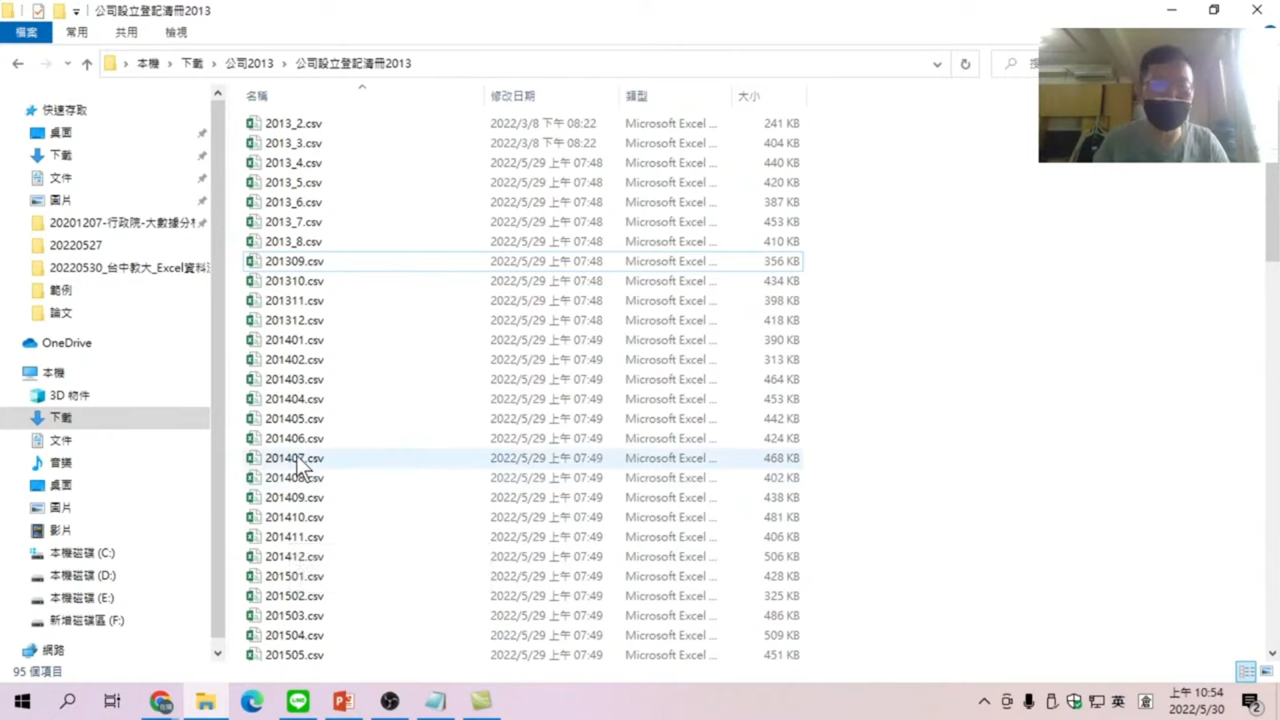 公司設立登記清冊2013
檔案 常用 共用 檢視
本機 下載 公司2013 公司設立登記清冊2013
名稱 修改日期 類型 大小
快速存取
桌面
下載
文件
圖片
20201207-行政院-大數據分
20220527
20220530_台中教大_Excel資料
範例
論文
OneDrive
本機
3D 物件
下載
文件
音樂
桌面
圖片
影片
本機磁碟 (C:)
本機磁碟 (D:)
本機磁碟 (E:)
新增磁碟區 (F:)
網路
2013_2.csv 2022/3/8 下午 08:22 Microsoft Excel ... 241 KB
2013_3.csv 2022/3/8 下午 08:22 Microsoft Excel ... 404 KB
2013_4.csv 2022/5/29 上午 07:48 Microsoft Excel ... 440 KB
2013_5.csv 2022/5/29 上午 07:48 Microsoft Excel ... 420 KB
2013_6.csv 2022/5/29 上午 07:48 Microsoft Excel ... 387 KB
2013_7.csv 2022/5/29 上午 07:48 Microsoft Excel ... 453 KB
2013_8.csv 2022/5/29 上午 07:48 Microsoft Excel ... 410 KB
201309.csv 2022/5/29 上午 07:48 Microsoft Excel ... 356 KB
201310.csv 2022/5/29 上午 07:48 Microsoft Excel ... 434 KB
201311.csv 2022/5/29 上午 07:48 Microsoft Excel ... 398 KB
201312.csv 2022/5/29 上午 07:48 Microsoft Excel ... 418 KB
201401.csv 2022/5/29 上午 07:49 Microsoft Excel ... 390 KB
201402.csv 2022/5/29 上午 07:49 Microsoft Excel ... 313 KB
201403.csv 2022/5/29 上午 07:49 Microsoft Excel ... 464 KB
201404.csv 2022/5/29 上午 07:49 Microsoft Excel ... 453 KB
201405.csv 2022/5/29 上午 07:49 Microsoft Excel ... 442 KB
201406.csv 2022/5/29 上午 07:49 Microsoft Excel ... 424 KB
201407.csv 2022/5/29 上午 07:49 Microsoft Excel ... 468 KB
201408.csv 2022/5/29 上午 07:49 Microsoft Excel ... 402 KB
201409.csv 2022/5/29 上午 07:49 Microsoft Excel ... 438 KB
201410.csv 2022/5/29 上午 07:49 Microsoft Excel ... 481 KB
201411.csv 2022/5/29 上午 07:49 Microsoft Excel ... 406 KB
201412.csv 2022/5/29 上午 07:49 Microsoft Excel ... 506 KB
201501.csv 2022/5/29 上午 07:49 Microsoft Excel ... 428 KB
201502.csv 2022/5/29 上午 07:49 Microsoft Excel ... 325 KB
201503.csv 2022/5/29 上午 07:49 Microsoft Excel ... 486 KB
201504.csv 2022/5/29 上午 07:49 Microsoft Excel ... 509 KB
201505.csv 2022/5/29 上午 07:49 Microsoft Excel ... 451 KB
95 個項目
英 倉 上午 10:54
2022/5/30 2